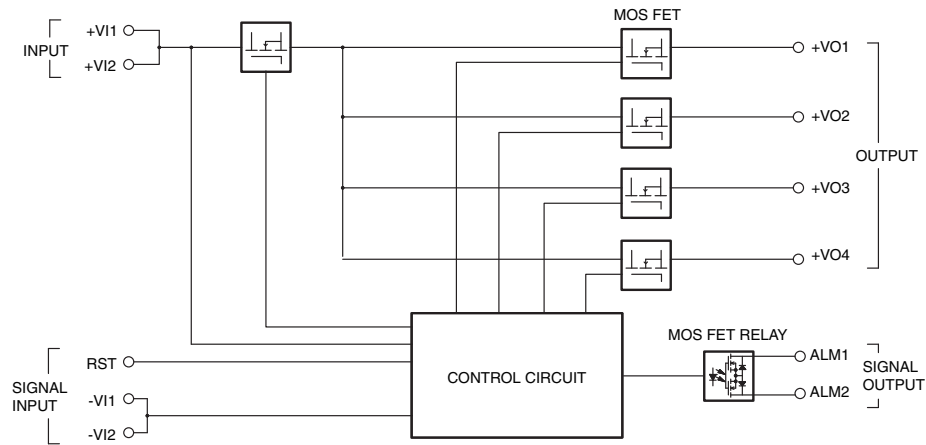 MOS FET
+VI1
INPUT
+VI2
+VO1
+VO2
OUTPUT
+VO3
+VO4
CONTROL CIRCUIT
MOS FET RELAY
RST
SIGNAL
INPUT
-VI1
-VI2
ALM1
SIGNAL
OUTPUT
ALM2